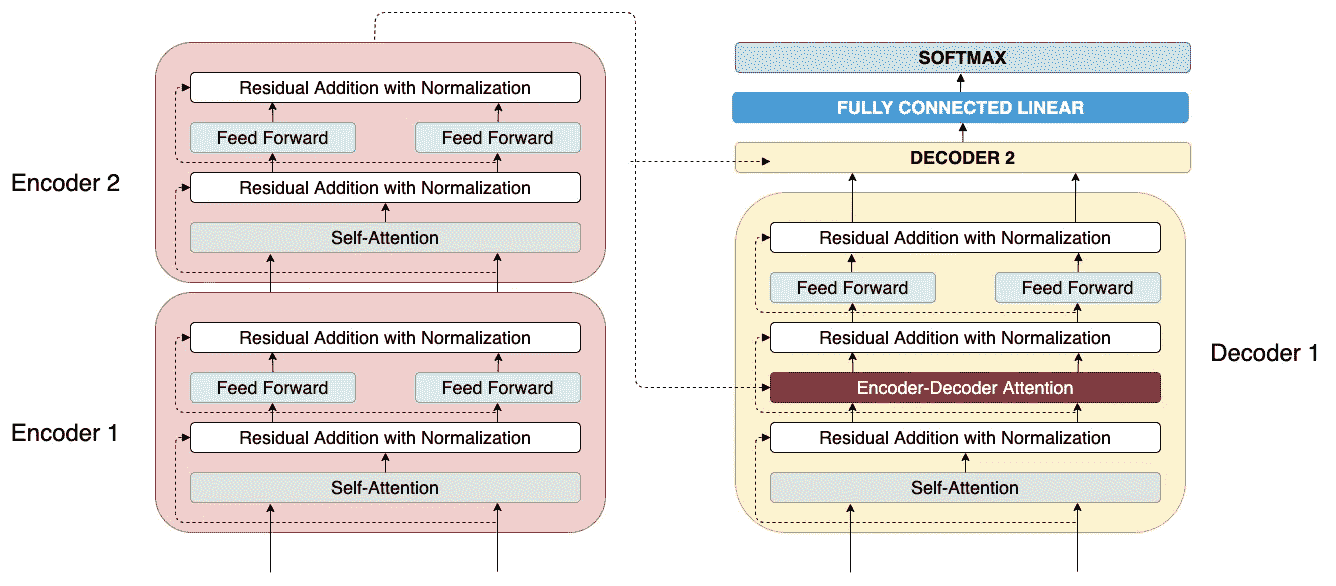 Encoder 2
Residual Addition with Normalization
Feed Forward Feed Forward
Residual Addition with Normalization
Self-Attention
Encoder 1
Residual Addition with Normalization
Feed Forward Feed Forward
Residual Addition with Normalization
Self-Attention
SOFTMAX
FULLY CONNECTED LINEAR
DECODER 2
Decoder 1
Residual Addition with Normalization
Feed Forward Feed Forward
Residual Addition with Normalization
Encoder-Decoder Attention
Residual Addition with Normalization
Self-Attention